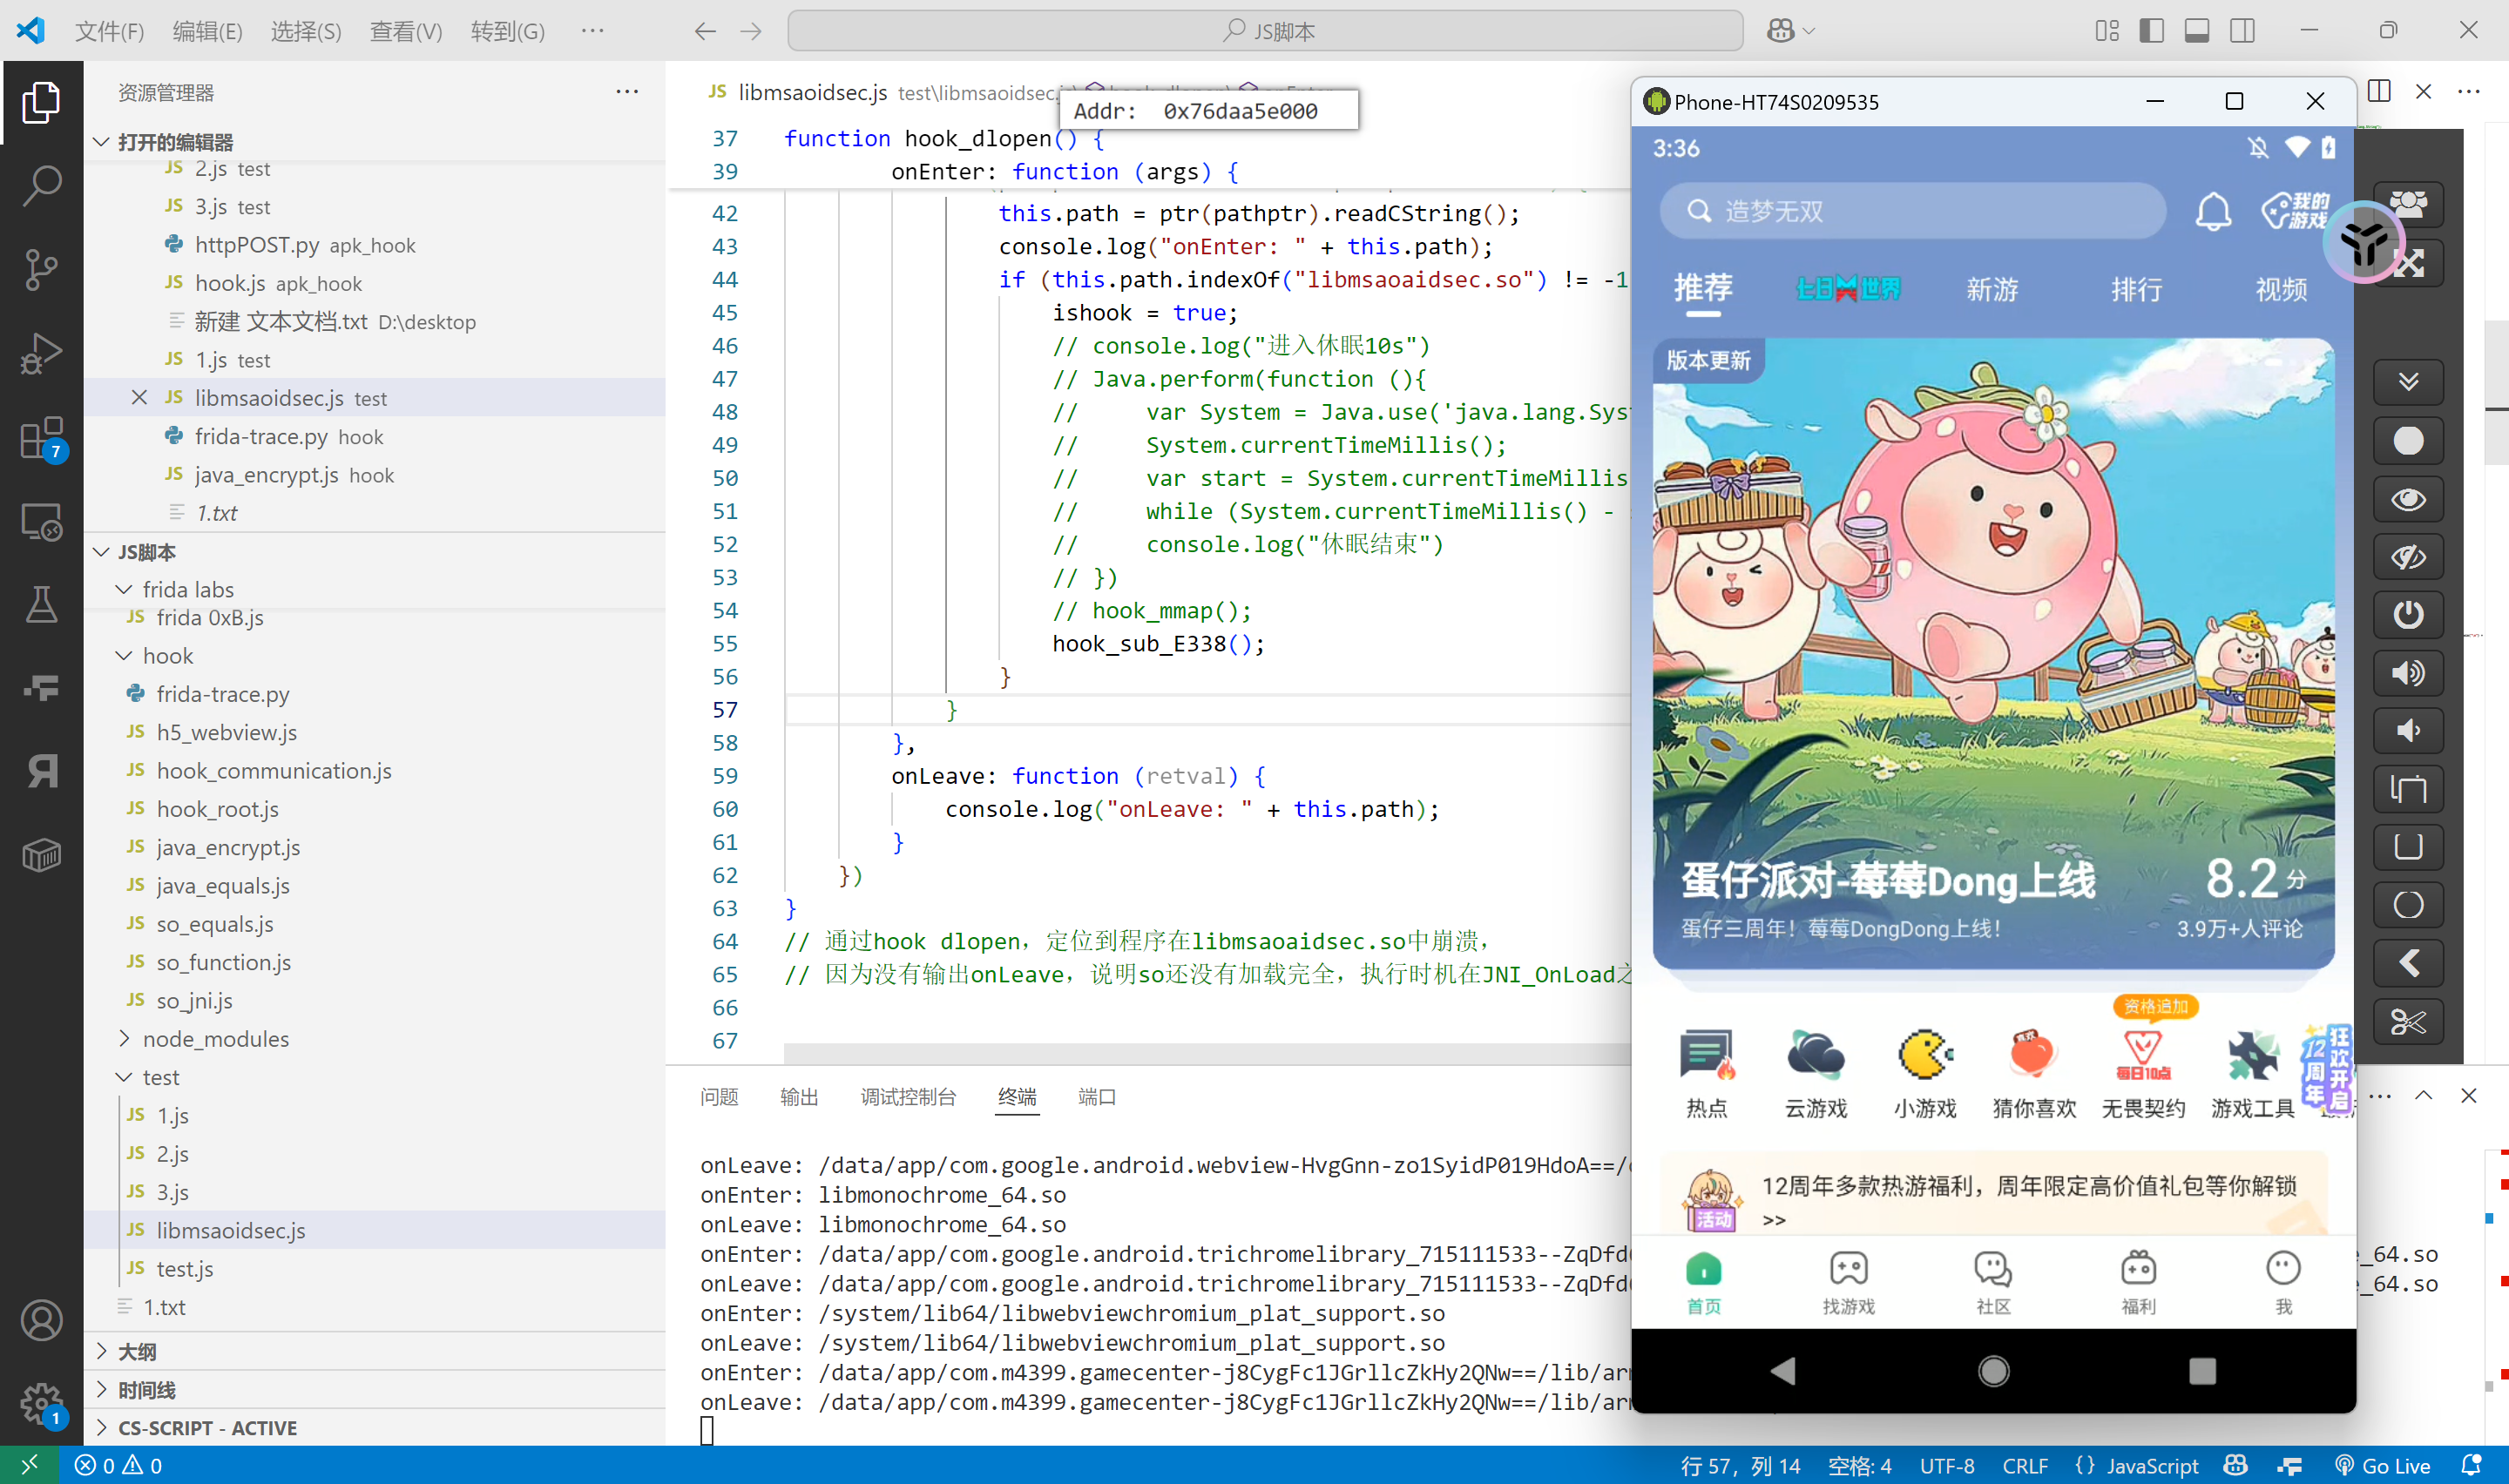 文件(F) 编辑(E) 选择(S) 查看(V) 转到(G) ···
JS脚本
资源管理器
打开的编辑器
JS 2.js test
JS 3.js test
httpPOST.py apk_hook
JS hook.js apk_hook
新建 文本文档.txt D:\desktop
JS 1.js test
JS libmsaoidsec.js test
frida-trace.py hook
JS java_encrypt.js hook
1.txt
JS脚本
frida labs
JS frida 0xB.js
hook
frida-trace.py
JS h5_webview.js
JS hook_communication.js
JS hook_root.js
JS java_encrypt.js
JS java_equals.js
JS so_equals.js
JS so_function.js
JS so_jni.js
node_modules
test
JS 1.js
JS 2.js
JS 3.js
JS libmsaoidsec.js
JS test.js
1.txt
大纲
时间线
CS-SCRIPT - ACTIVE
7
1
JS libmsaoidsec.js test\libmsaoidsec.
Addr: 0x76daa5e000
37 function hook_dlopen() {
39 onEnter: function (args) {
42 this.path = ptr(pathptr).readCString();
43 console.log("onEnter: " + this.path);
44 if (this.path.indexOf("libmsaoaidsec.so") != -1
45 ishook = true;
46 // console.log("进入休眠10s")
47 // Java.perform(function (){
48 // var System = Java.use('java.lang.Sys
49 // System.currentTimeMillis();
50 // var start = System.currentTimeMillis
51 // while (System.currentTimeMillis() -
52 // console.log("休眠结束")
53 // })
54 // hook_mmap();
55 hook_sub_E338();
56 }
57 }
58 },
59 onLeave: function (retval) {
60 console.log("onLeave: " + this.path);
61 }
62 })
63 }
64 // 通过hook dlopen，定位到程序在libmsaoaidsec.so中崩溃，
65 // 因为没有输出onLeave，说明so还没有加载完全，执行时机在JNI_OnLoad之
66
67
问题 输出 调试控制台 终端 端口
onLeave: /data/app/com.google.android.webview-HvgGnn-zo1SyidP019HdoA==/
onEnter: libmonochrome_64.so
onLeave: libmonochrome_64.so
onEnter: /data/app/com.google.android.trichromelibrary_715111533--ZqDfd e_64.so
onLeave: /data/app/com.google.android.trichromelibrary_715111533--ZqDfd e_64.so
onEnter: /system/lib64/libwebviewchromium_plat_support.so
onLeave: /system/lib64/libwebviewchromium_plat_support.so
onEnter: /data/app/com.m4399.gamecenter-j8CygFc1JGrllcZkHy2QNw==/lib/ar
onLeave: /data/app/com.m4399.gamecenter-j8CygFc1JGrllcZkHy2QNw==/lib/ar
Phone-HT74S0209535
3:36
造梦无双
我的游戏
推荐 七日世界 新游 排行 视频
版本更新
蛋仔派对-莓莓Dong上线 8.2分
蛋仔三周年！莓莓DongDong上线！ 3.9万+人评论
资格追加
每日10点
热点 云游戏 小游戏 猜你喜欢 无畏契约 游戏工具
12周年
狂欢开启
活动
12周年多款热游福利，周年限定高价值礼包等你解锁
>>
首页 找游戏 社区 福利 我
0 0
行 57，列 14 空格: 4 UTF-8 CRLF {} JavaScript Go Live